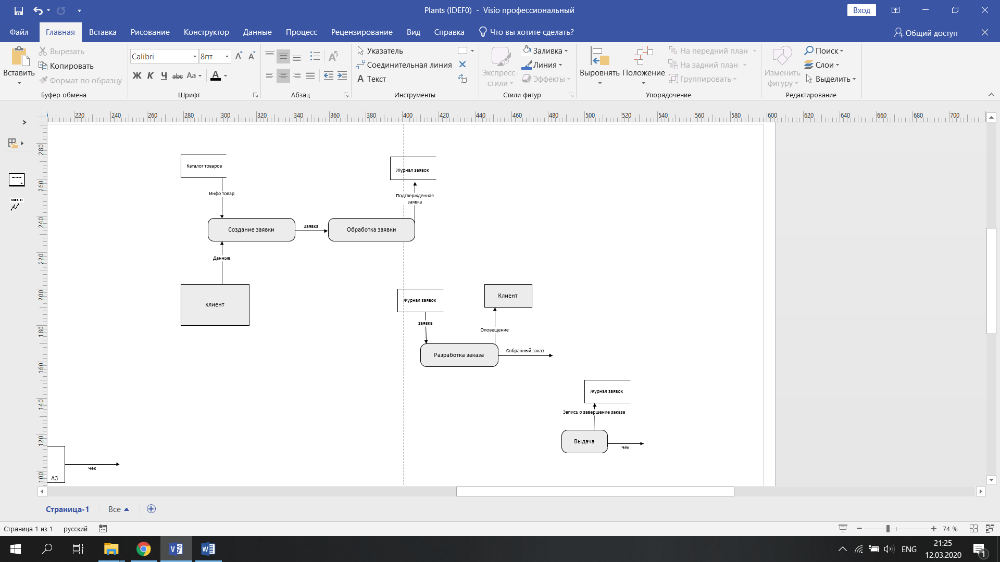 Plants (IDEF0) - Visio профессиональный
Вход
Файл
Главная
Вставка
Рисование
Конструктор
Данные
Процесс
Рецензирование
Вид
Справка
Что вы хотите сделать?
Общий доступ
Вставить
Вырезать
Копировать
Формат по образцу
Буфер обмена
Calibri
8пт
Ж К Ч abc Aa A
Шрифт
Абзац
Указатель
Соединительная линия
A Текст
Инструменты
Экспресс-
стили
Заливка
Линия
Эффекты
Стили фигур
Выровнять
Положение
На передний план
На задний план
Группировать
Упорядочение
Изменить
фигуру
Поиск
Слои
Выделить
Редактирование
220 240 260 280 300 320 340 360 380 400 420 440 460 480 500 520 540 560 580 600 620 640 660 680 700
280
260
240
220
200
180
160
140
120
100
Каталог товаров
Журнал заявок
Инфо товар
Подтвержденная
заявка
Создание заявки
Заявка
Обработка заявки
Данные
клиент
Журнал заявок
Клиент
заявка
Оповещение
Разработка заказа
Собранный заказ
Журнал заявок
Запись о завершение заказа
Выдача
Чек
Чек
А3
Страница-1
Все
Страница 1 из 1
русский
74 %
ENG
21:25
12.03.2020
1